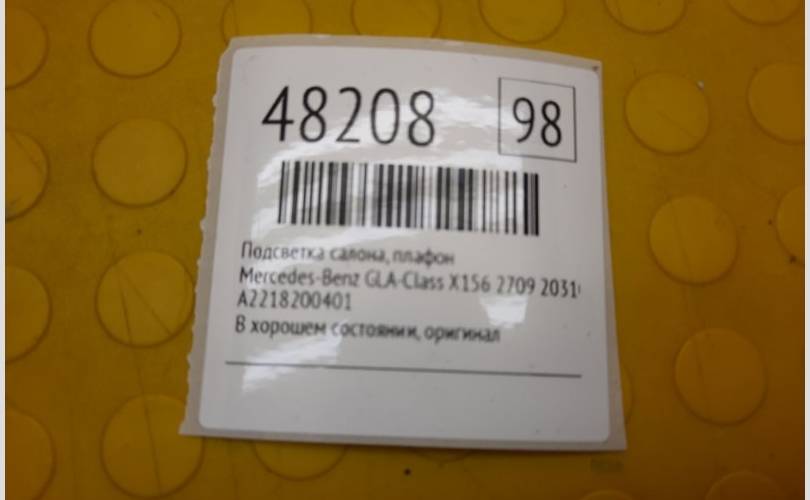 48208 98
Подсветка салона, плафон
Mercedes-Benz GLA-Class X156 2709 2031
A2218200401
В хорошем состоянии, оригинал